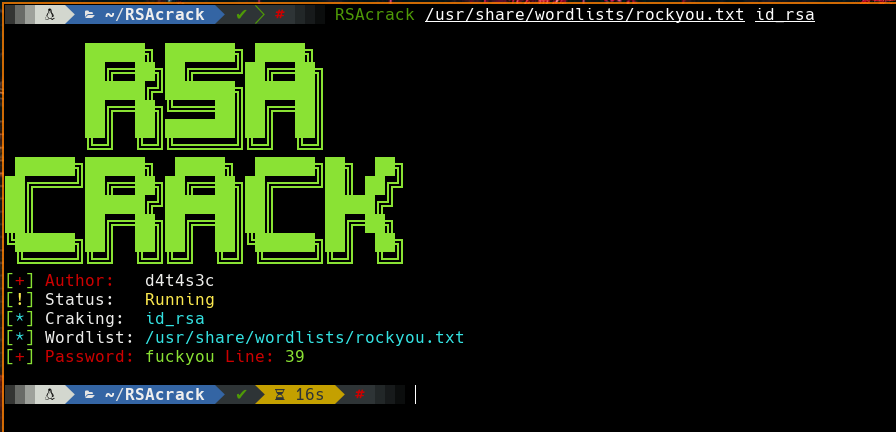 ~/RSAcrack ✔ # RSAcrack /usr/share/wordlists/rockyou.txt id_rsa
RSA
CRACK
[+] Author: d4t4s3c
[!] Status: Running
[*] Craking: id_rsa
[*] Wordlist: /usr/share/wordlists/rockyou.txt
[+] Password: fuckyou Line: 39
~/RSAcrack ✔ 16s #